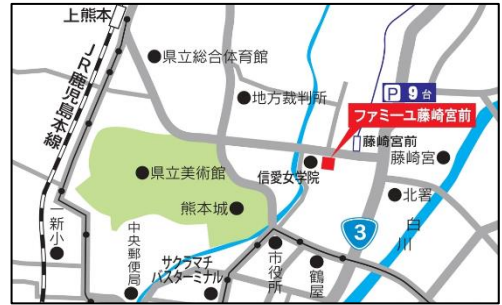 上熊本
JR鹿児島本線
県立総合体育館
地方裁判所
P 9台
ファミーユ藤崎宮前
藤崎宮前
藤崎宮
信愛女学院
県立美術館
北署
白川
熊本城
3
一新小
中央郵便局
サクラマチ
バスターミナル
市役所
鶴屋